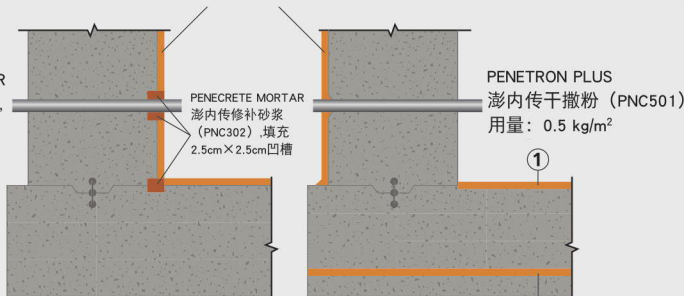 R
PENECRETE MORTAR
澎内传修补砂浆
（PNC302）,填充
2.5cm×2.5cm凹槽
PENETRON PLUS
澎内传干撒粉（PNC501）
用量：0.5 kg/m²
①